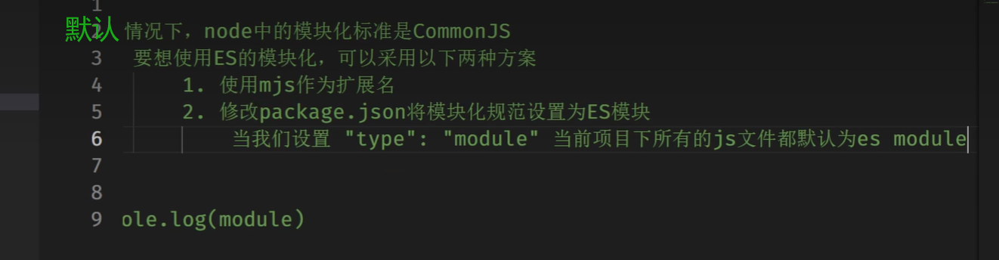 1
2 默认情况下，node中的模块化标准是CommonJS
3 要想使用ES的模块化，可以采用以下两种方案
4 1. 使用mjs作为扩展名
5 2. 修改package.json将模块化规范设置为ES模块
6 当我们设置 "type": "module" 当前项目下所有的js文件都默认为es module
7
8
9 ole.log(module)